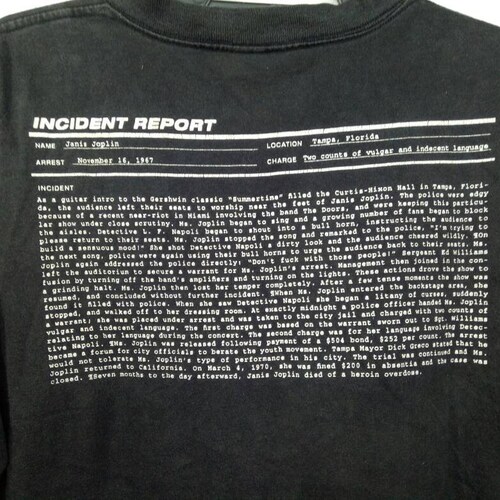 INCIDENT REPORT
NAME Janis Joplin LOCATION Tampa, Florida
ARREST November 16, 1967 CHARGE Two counts of vulgar and indecent language
INCIDENT
As a guitar intro to the Gershwin classic "Summertime" filled the Curtis-Hixon Hall in Tampa, Flori-
da, the audience left their seats to worship near the feet of Janis Joplin. The police were edgy
because of a recent near-riot in Miami involving the band The Doors, and were keeping this particu-
lar show under close scrutiny. Ms. Joplin began to sing and a growing number of fans began to block
the aisles. Detective L. F. Napoli began to shout into a bull horn, instructing the audience to
please return to their seats. Ms. Joplin stopped the song and remarked to the police, "I'm trying to
build a sensuous mood!" She shot Detective Napoli a dirty look and the audience cheered wildly. ¶On
the next song, police were again using their bull horns to urge the audience back to their seats. Ms.
Joplin again addressed the police directly: "Don't fuck with those people!" Sergeant Ed Williams
left the auditorium to secure a warrant for Ms. Joplin's arrest. Management then joined in the con-
fusion by turning off the band's amplifiers and turning on the lights. These actions drove the show to
a grinding halt. Ms. Joplin then lost her temper completely. After a few tense moments the show was
resumed, and concluded without further incident. ¶When Ms. Joplin entered the backstage area, she
found it filled with police. When she saw Detective Napoli she began a litany of curses, suddenly
stopped, and walked off to her dressing room. At exactly midnight a police officer handed Ms. Joplin
a warrant; she was placed under arrest and was taken to the city jail and charged with two counts of
vulgar and indecent language. The first charge was based on the warrant sworn out by Sgt. Williams
relating to her language during the concert. The second charge was for her language involving Detec-
tive Napoli. ¶Ms. Joplin was released following payment of a $504 bond, $252 per count. The arrest
became a forum for city officials to berate the youth movement. Tampa Mayor Dick Greco stated that he
would not tolerate Ms. Joplin's type of performance in his city. The trial was continued and Ms.
Joplin returned to California. On March 4, 1970, she was fined $200 in absentia and the case was
closed. ¶Seven months to the day afterward, Janis Joplin died of a heroin overdose.